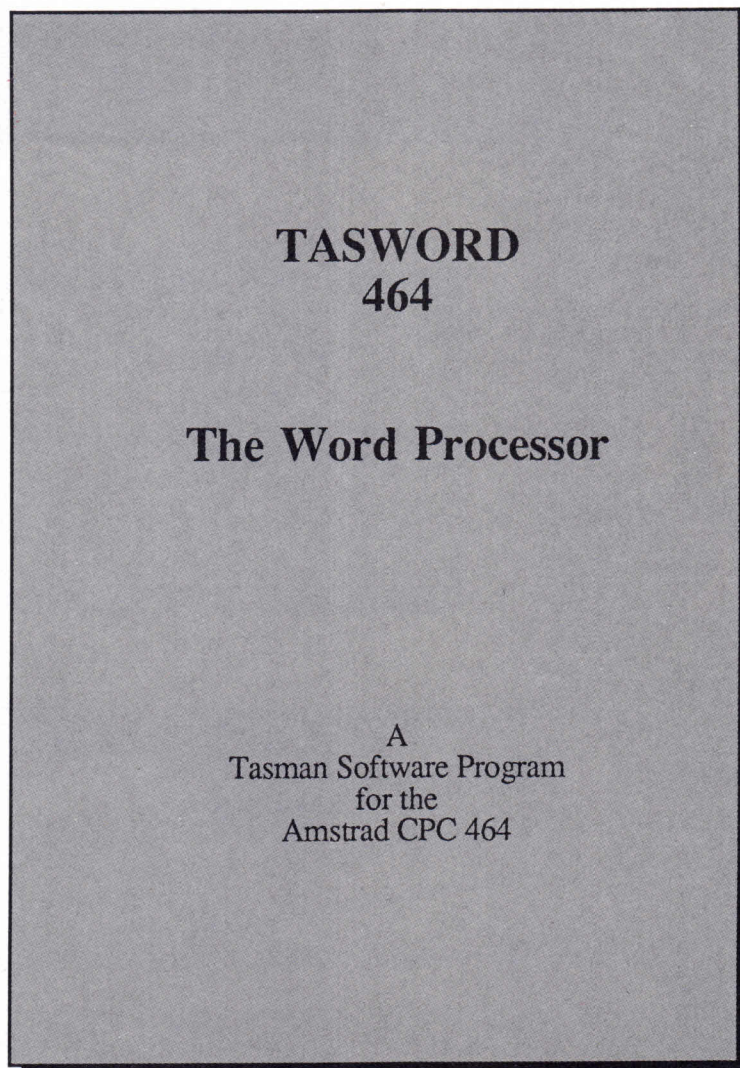 TASWORD
464
The Word Processor
A
Tasman Software Program
for the
Amstrad CPC 464